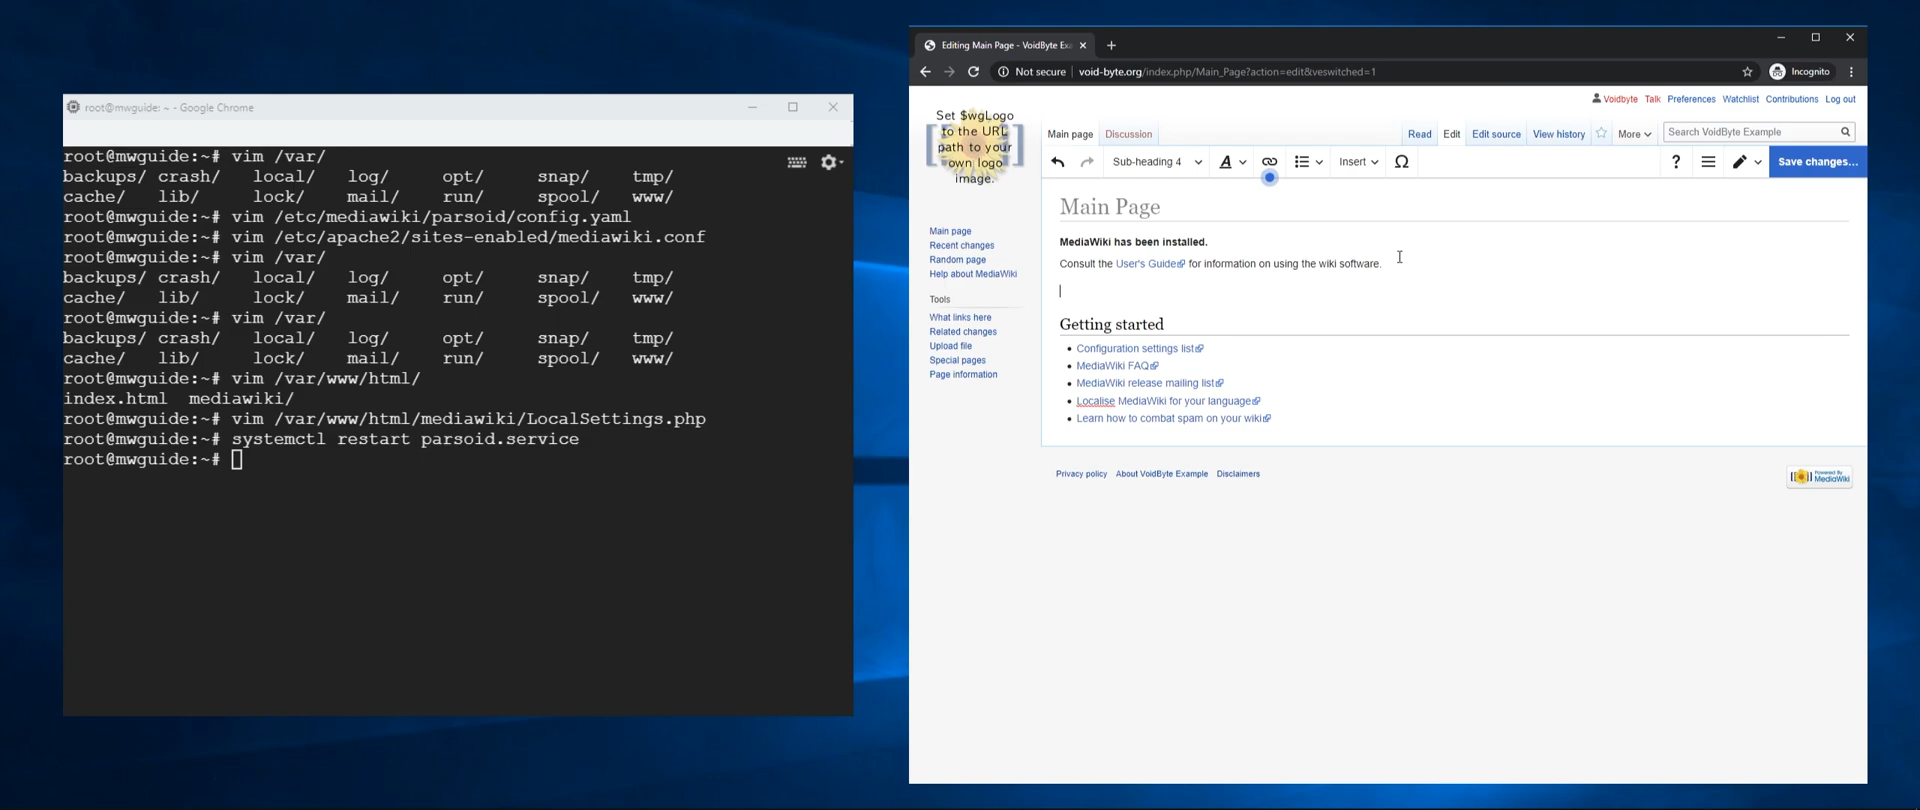 root@mwguide: ~ - Google Chrome
root@mwguide:~# vim /var/
backups/ crash/ local/ log/ opt/ snap/ tmp/
cache/ lib/ lock/ mail/ run/ spool/ www/
root@mwguide:~# vim /etc/mediawiki/parsoid/config.yaml
root@mwguide:~# vim /etc/apache2/sites-enabled/mediawiki.conf
root@mwguide:~# vim /var/
backups/ crash/ local/ log/ opt/ snap/ tmp/
cache/ lib/ lock/ mail/ run/ spool/ www/
root@mwguide:~# vim /var/
backups/ crash/ local/ log/ opt/ snap/ tmp/
cache/ lib/ lock/ mail/ run/ spool/ www/
root@mwguide:~# vim /var/www/html/
index.html mediawiki/
root@mwguide:~# vim /var/www/html/mediawiki/LocalSettings.php
root@mwguide:~# systemctl restart parsoid.service
root@mwguide:~#
Editing Main Page - VoidByte Exa
Not secure | void-byte.org/index.php/Main_Page?action=edit&veswitched=1
Incognito
Voidbyte Talk Preferences Watchlist Contributions Log out
Set $wgLogo
to the URL
path to your
own logo
image.
Main page Discussion Read Edit Edit source View history More Search VoidByte Example
Sub-heading 4 A Insert Ω ? Save changes...
Main Page
MediaWiki has been installed.
Consult the User's Guide for information on using the wiki software.
Getting started
Configuration settings list
MediaWiki FAQ
MediaWiki release mailing list
Localise MediaWiki for your language
Learn how to combat spam on your wiki
Main page
Recent changes
Random page
Help about MediaWiki
Tools
What links here
Related changes
Upload file
Special pages
Page information
Privacy policy About VoidByte Example Disclaimers
Powered By
MediaWiki